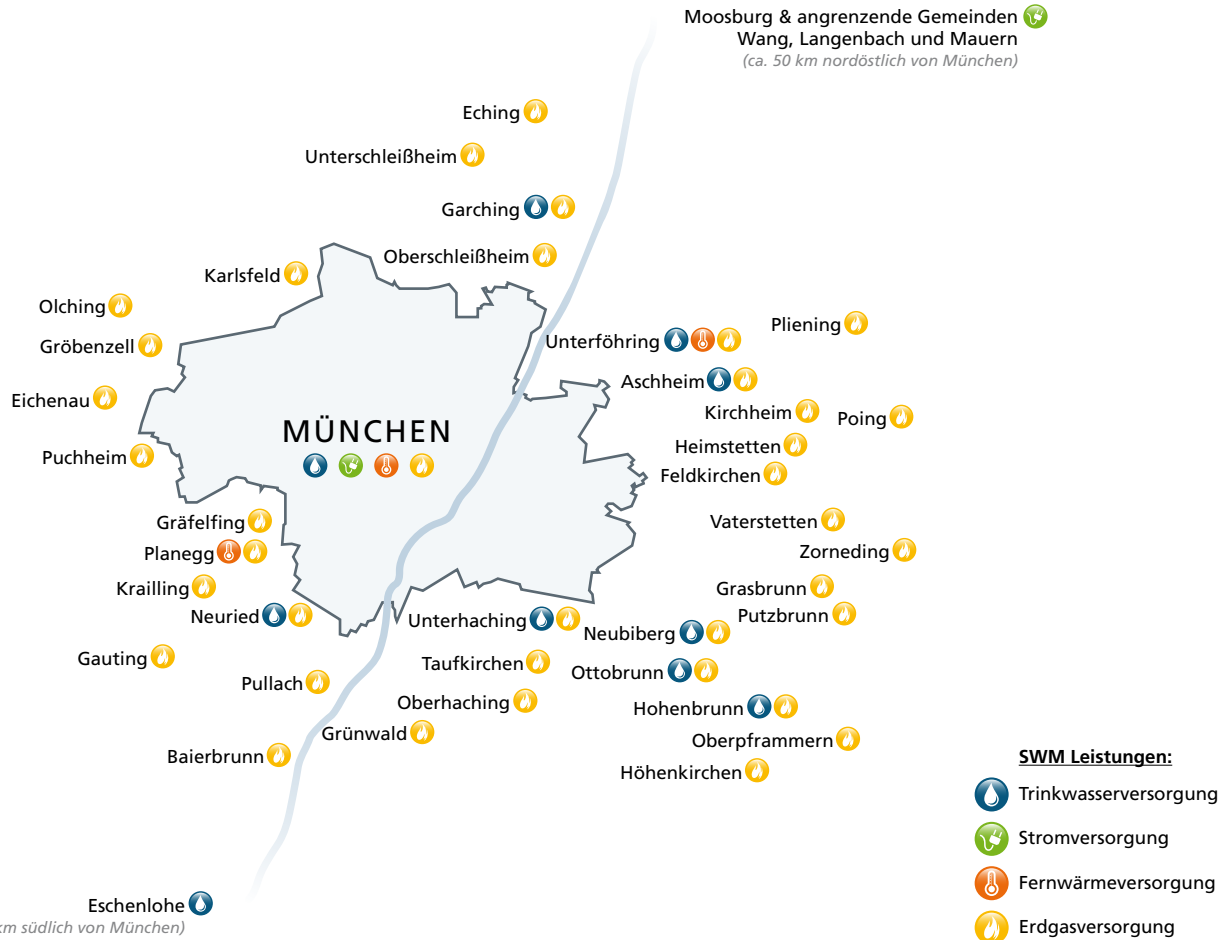 Moosburg & angrenzende Gemeinden
Wang, Langenbach und Mauern
(ca. 50 km nordöstlich von München)
Eching
Unterschleißheim
Garching
Oberschleißheim
Karlsfeld
Olching
Gröbenzell
Eichenau
Puchheim
Unterföhring
Pliening
Aschheim
Kirchheim
Poing
Heimstetten
Feldkirchen
MÜNCHEN
Gräfelfing
Planegg
Krailling
Neuried
Gauting
Pullach
Baierbrunn
Vaterstetten
Zorneding
Grasbrunn
Putzbrunn
Unterhaching
Neubiberg
Taufkirchen
Ottobrunn
Oberhaching
Hohenbrunn
Grünwald
Oberpframmern
Höhenkirchen
SWM Leistungen:
Trinkwasserversorgung
Stromversorgung
Fernwärmeversorgung
Erdgasversorgung
Eschenlohe
km südlich von München)